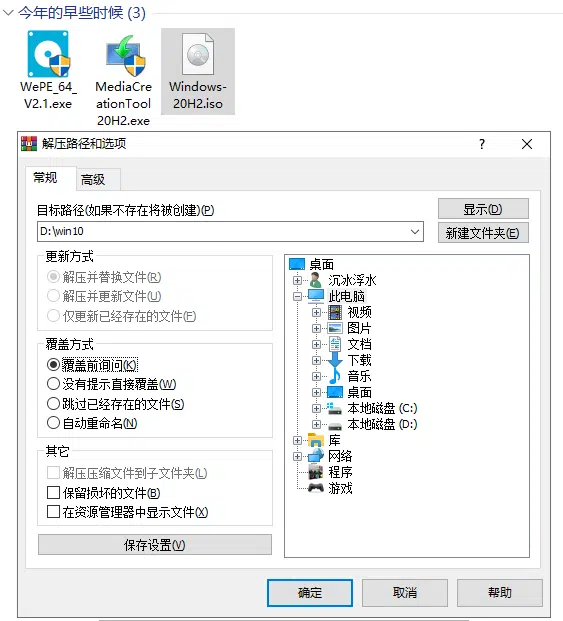 今年的早些时候 (3)
WePE_64_
V2.1.exe
MediaCre
ationTool
20H2.exe
Windows-
20H2.iso
解压路径和选项
?
常规
高级
目标路径(如果不存在将被创建)(P)
显示(D)
D:\win10
新建文件夹(E)
更新方式
解压并替换文件(R)
解压并更新文件(U)
仅更新已经存在的文件(F)
覆盖方式
覆盖前询问(K)
没有提示直接覆盖(W)
跳过已经存在的文件(S)
自动重命名(N)
其它
解压压缩文件到子文件夹(L)
保留损坏的文件(B)
在资源管理器中显示文件(X)
保存设置(V)
桌面
沉冰浮水
此电脑
视频
图片
文档
下载
音乐
桌面
本地磁盘 (C:)
本地磁盘 (D:)
库
网络
程序
游戏
确定
取消
帮助